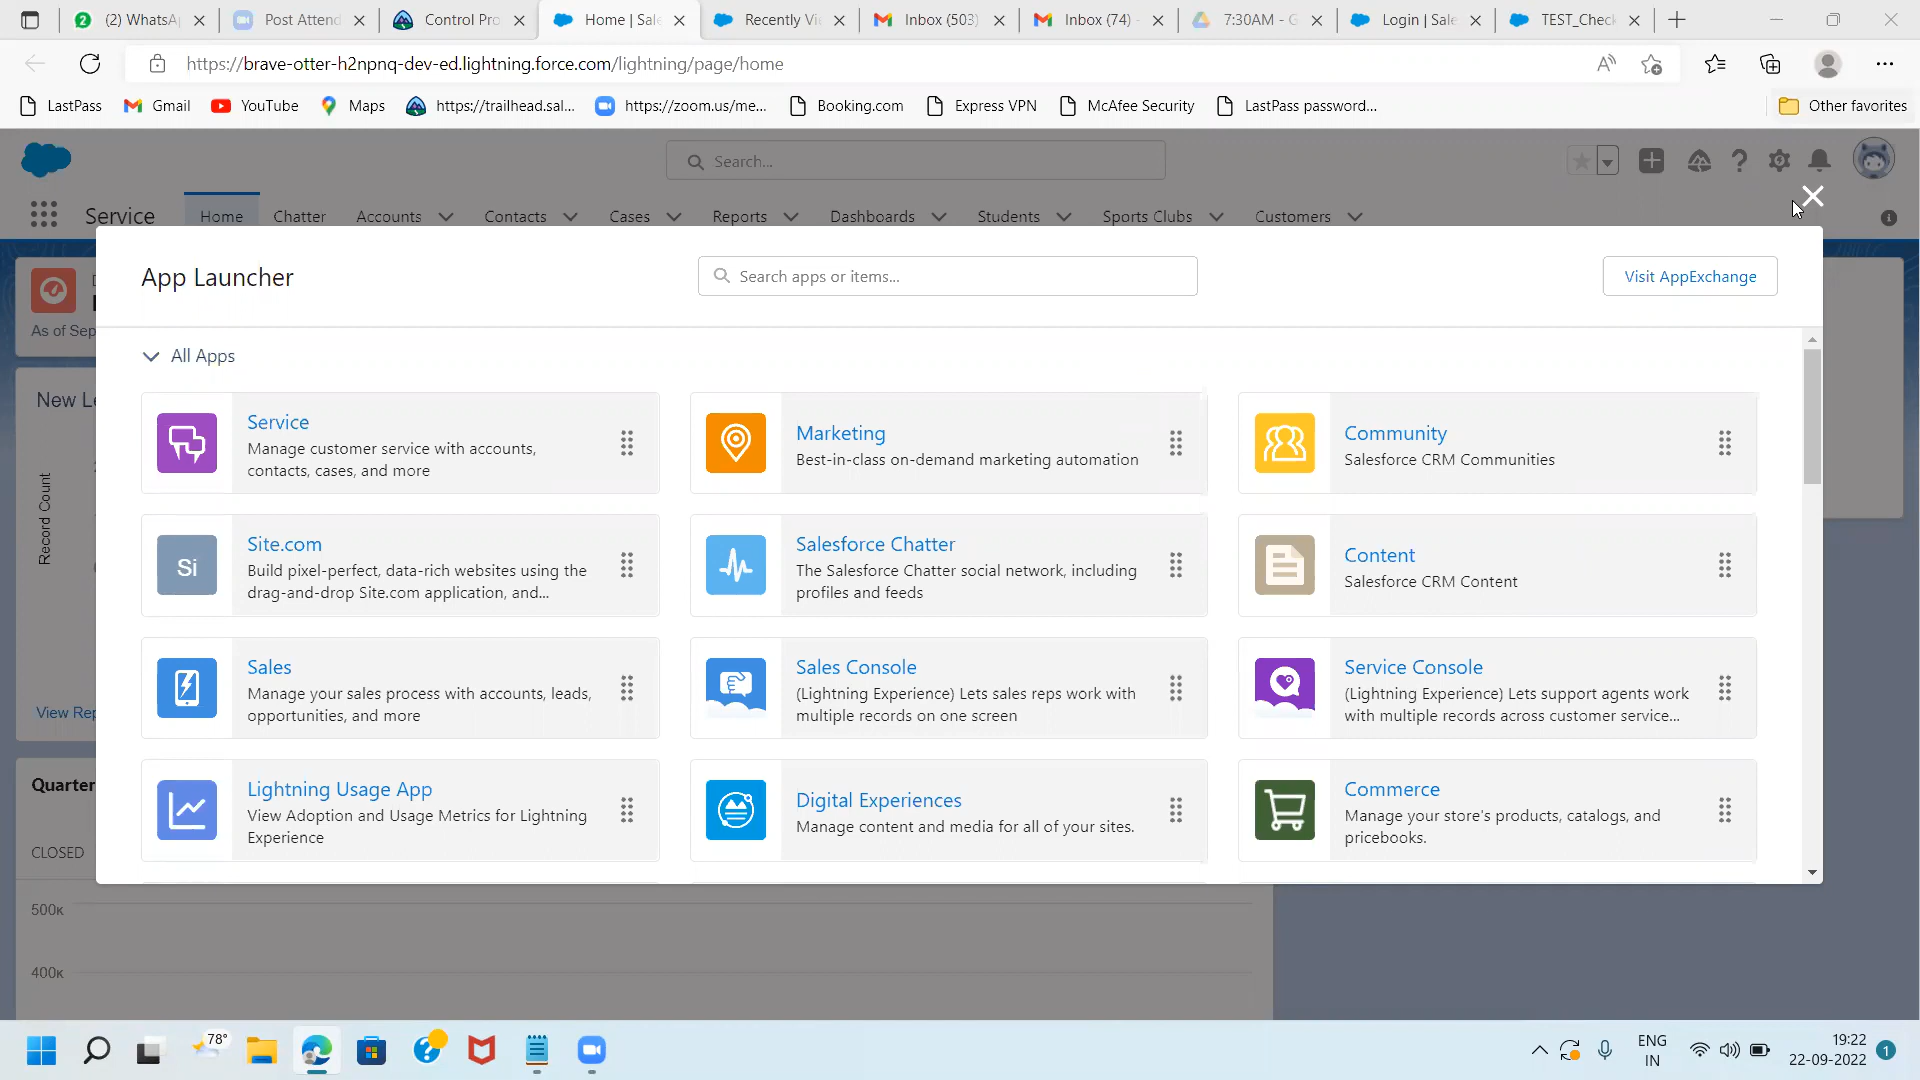 (2) WhatsA
Post Attend
Control Pro
Home | Sale
Recently Vi
Inbox (503)
Inbox (74) -
7:30AM - G
Login | Sale
TEST_Check
https://brave-otter-h2npnq-dev-ed.lightning.force.com/lightning/page/home
LastPass
Gmail
YouTube
Maps
https://trailhead.sal...
https://zoom.us/me...
Booking.com
Express VPN
McAfee Security
LastPass password...
Other favorites
Search...
Service
Home
Chatter
Accounts
Contacts
Cases
Reports
Dashboards
Students
Sports Clubs
Customers
App Launcher
Search apps or items...
Visit AppExchange
As of Sep
All Apps
New Le
Record Count
View Rep
Quarter
CLOSED
500K
400K
Service
Manage customer service with accounts,
contacts, cases, and more
Marketing
Best-in-class on-demand marketing automation
Community
Salesforce CRM Communities
Si
Site.com
Build pixel-perfect, data-rich websites using the
drag-and-drop Site.com application, and...
Salesforce Chatter
The Salesforce Chatter social network, including
profiles and feeds
Content
Salesforce CRM Content
Sales
Manage your sales process with accounts, leads,
opportunities, and more
Sales Console
(Lightning Experience) Lets sales reps work with
multiple records on one screen
Service Console
(Lightning Experience) Lets support agents work
with multiple records across customer service...
Lightning Usage App
View Adoption and Usage Metrics for Lightning
Experience
Digital Experiences
Manage content and media for all of your sites.
Commerce
Manage your store's products, catalogs, and
pricebooks.
78°
ENG
IN
19:22
22-09-2022
1